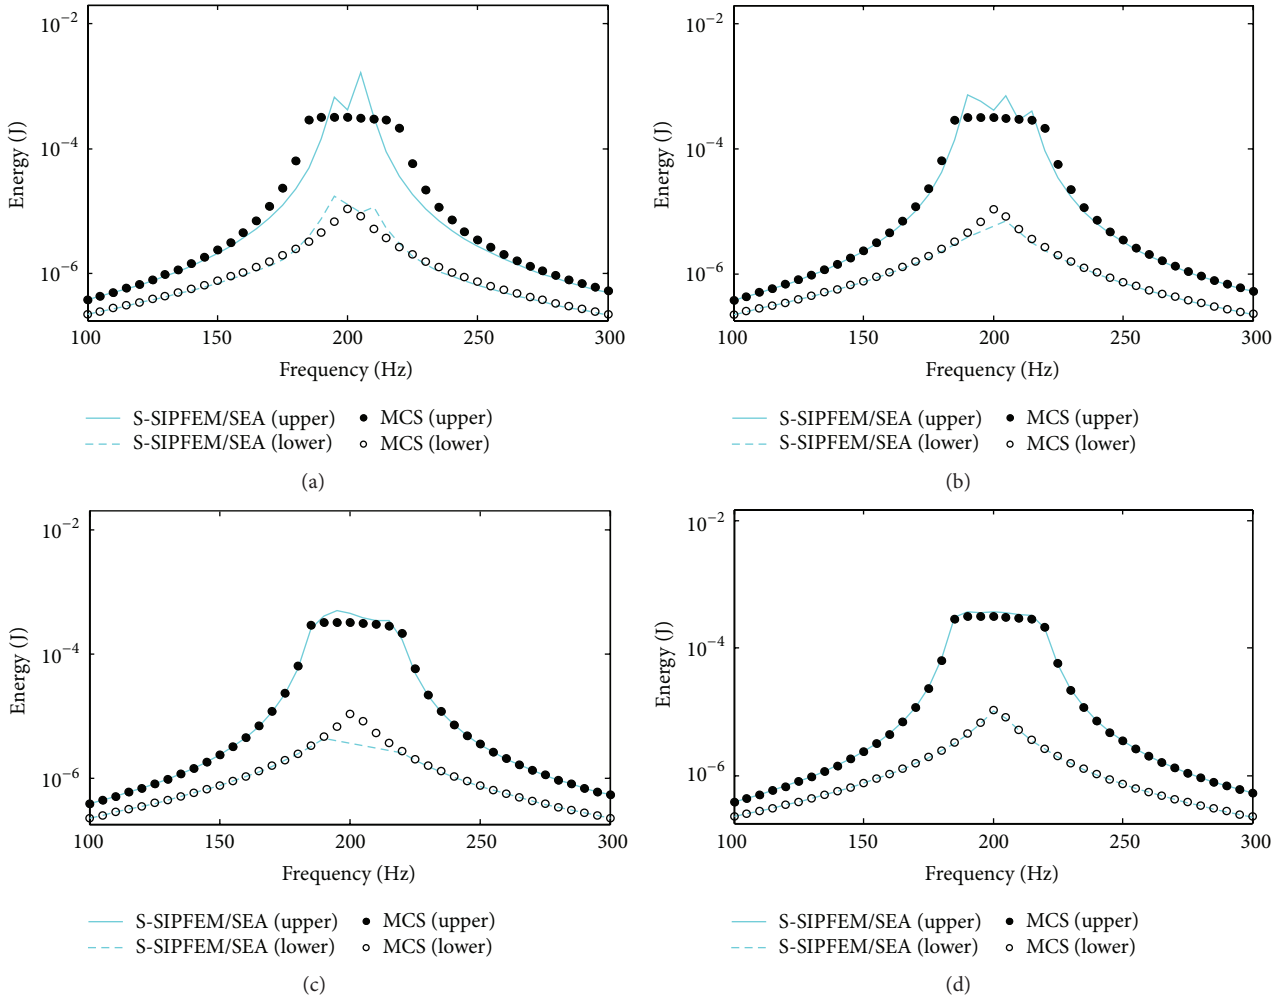 10−2
10−4
10−6
Energy (J)
100 150 200 250 300
Frequency (Hz)
S-SIPFEM/SEA (upper) MCS (upper)
S-SIPFEM/SEA (lower) MCS (lower)
(a)
10−2
10−4
10−6
Energy (J)
100 150 200 250 300
Frequency (Hz)
S-SIPFEM/SEA (upper) MCS (upper)
S-SIPFEM/SEA (lower) MCS (lower)
(b)
10−2
10−4
10−6
Energy (J)
100 150 200 250 300
Frequency (Hz)
S-SIPFEM/SEA (upper) MCS (upper)
S-SIPFEM/SEA (lower) MCS (lower)
(c)
10−2
10−4
10−6
Energy (J)
100 150 200 250 300
Frequency (Hz)
S-SIPFEM/SEA (upper) MCS (upper)
S-SIPFEM/SEA (lower) MCS (lower)
(d)